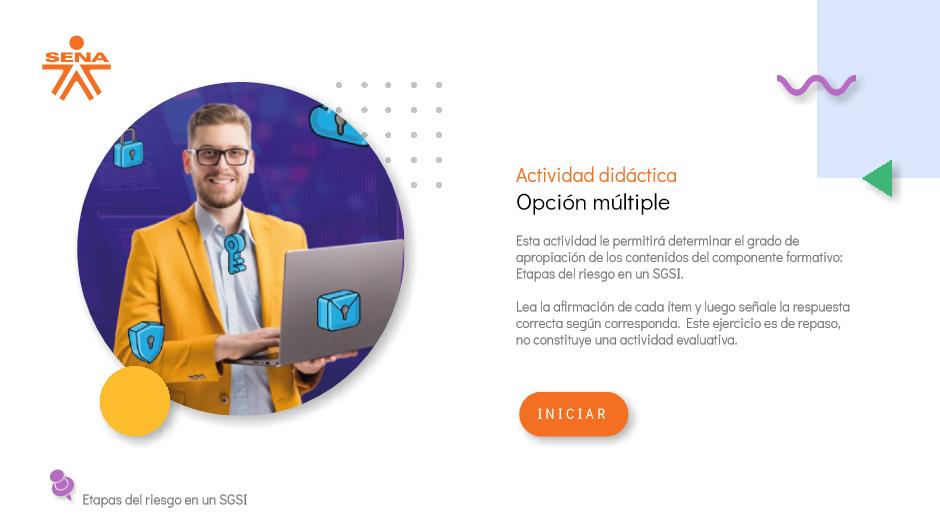 SENA
Actividad didáctica
Opción múltiple
Esta actividad le permitirá determinar el grado de
apropiación de los contenidos del componente formativo:
Etapas del riesgo en un SGSI.
Lea la afirmación de cada ítem y luego señale la respuesta
correcta según corresponda. Este ejercicio es de repaso,
no constituye una actividad evaluativa.
INICIAR
Etapas del riesgo en un SGSI